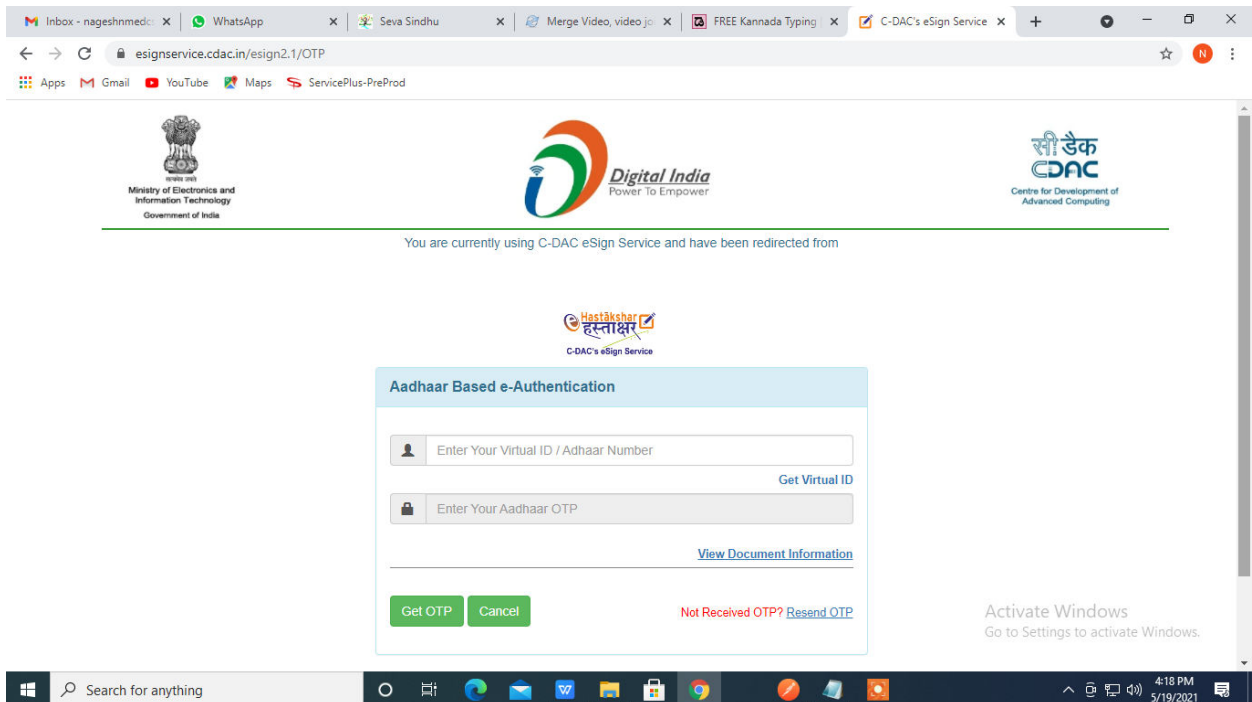 Inbox - nageshnmedc
WhatsApp
Seva Sindhu
Merge Video, video jo
FREE Kannada Typing
C-DAC's eSign Service
esignservice.cdac.in/esign2.1/OTP
N
Apps
Gmail
YouTube
Maps
ServicePlus-PreProd
सत्यमेव जयते
Ministry of Electronics and
Information Technology
Government of India
Digital India
Power To Empower
सी डैक
CDAC
Centre for Development of
Advanced Computing
You are currently using C-DAC eSign Service and have been redirected from
e Hastākshar
हस्ताक्षर
C-DAC's eSign Service
Aadhaar Based e-Authentication
Enter Your Virtual ID / Adhaar Number
Get Virtual ID
Enter Your Aadhaar OTP
View Document Information
Get OTP
Cancel
Not Received OTP? Resend OTP
Activate Windows
Go to Settings to activate Windows.
Search for anything
4:18 PM
5/19/2021